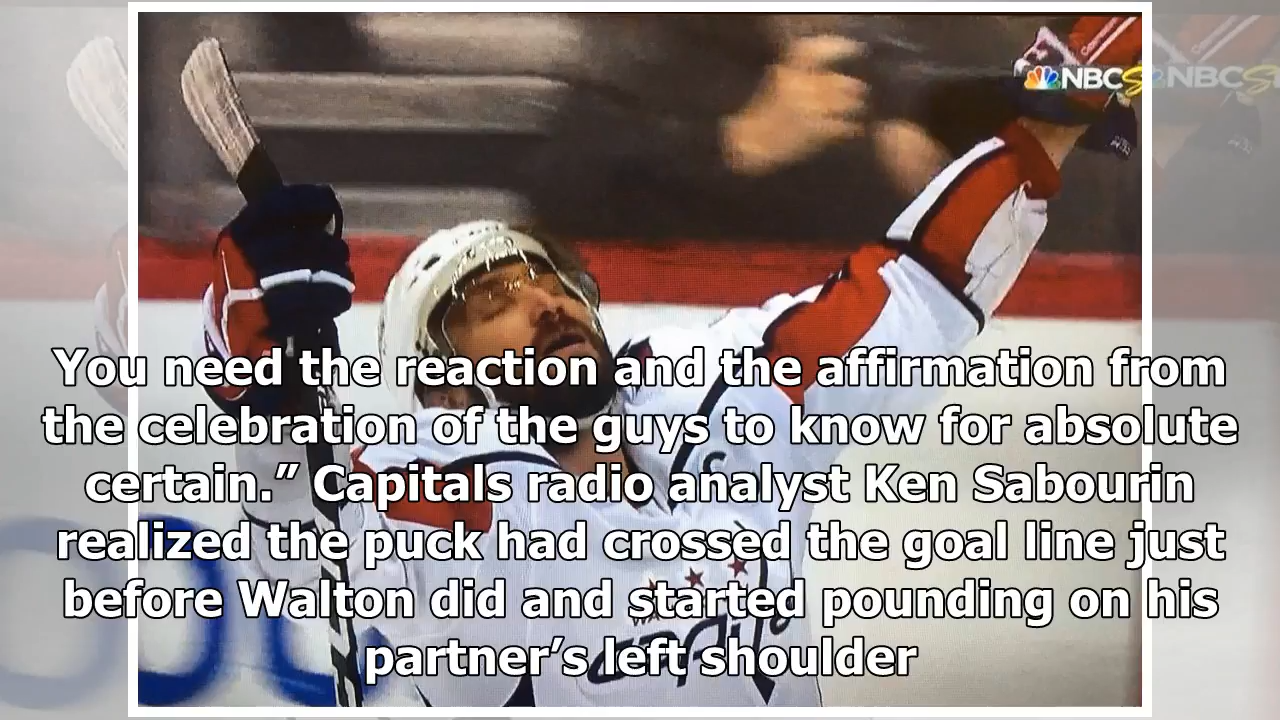 NBCS
NBCS
You need the reaction and the affirmation from
the celebration of the guys to know for absolute
certain.” Capitals radio analyst Ken Sabourin
realized the puck had crossed the goal line just
before Walton did and started pounding on his
partner’s left shoulder
C